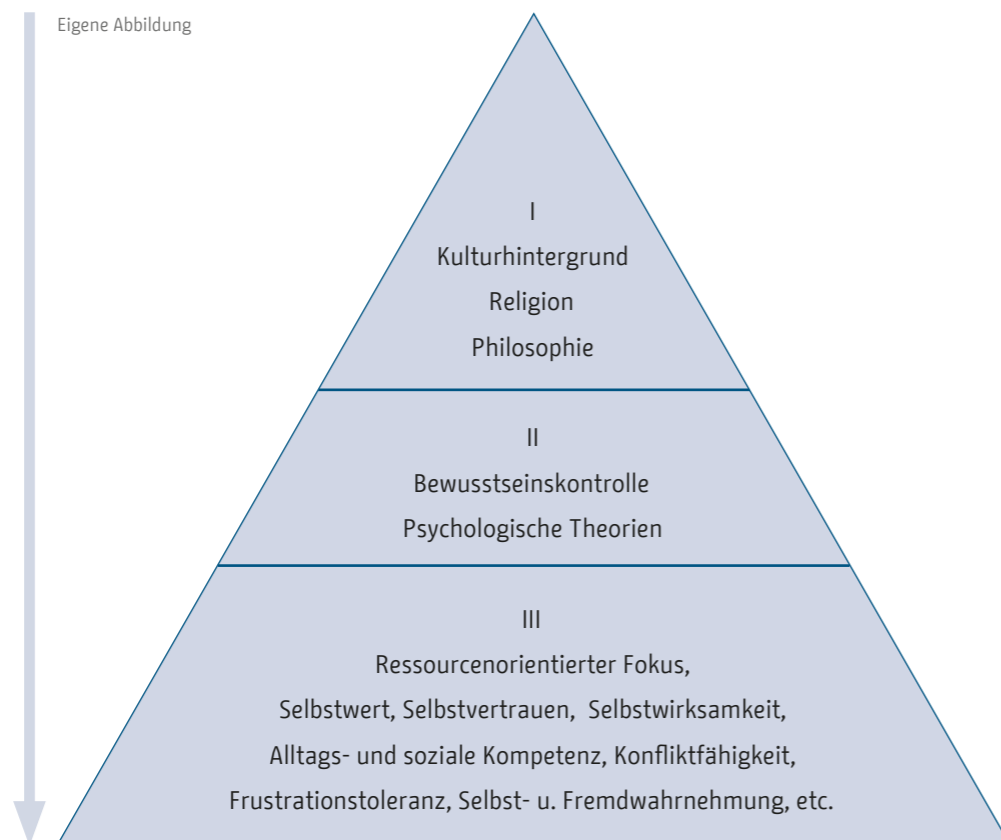 Eigene Abbildung
I
Kulturhintergrund
Religion
Philosophie
II
Bewusstseinskontrolle
Psychologische Theorien
III
Ressourcenorientierter Fokus,
Selbstwert, Selbstvertrauen, Selbstwirksamkeit,
Alltags- und soziale Kompetenz, Konfliktfähigkeit,
Frustrationstoleranz, Selbst- u. Fremdwahrnehmung, etc.